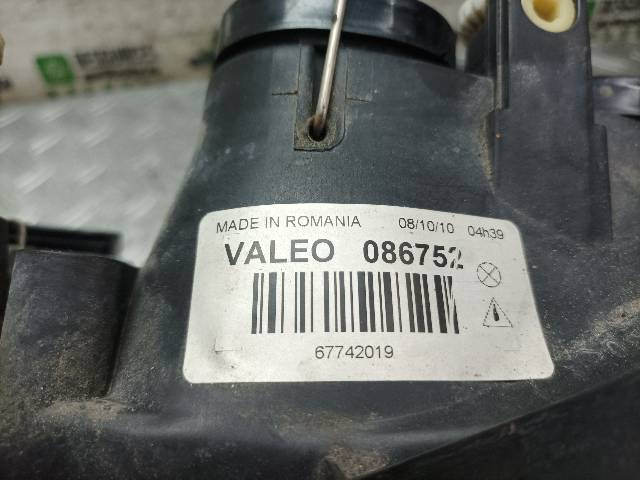 MADE IN ROMANIA 08/10/10 04h39
VALEO 086752
67742019